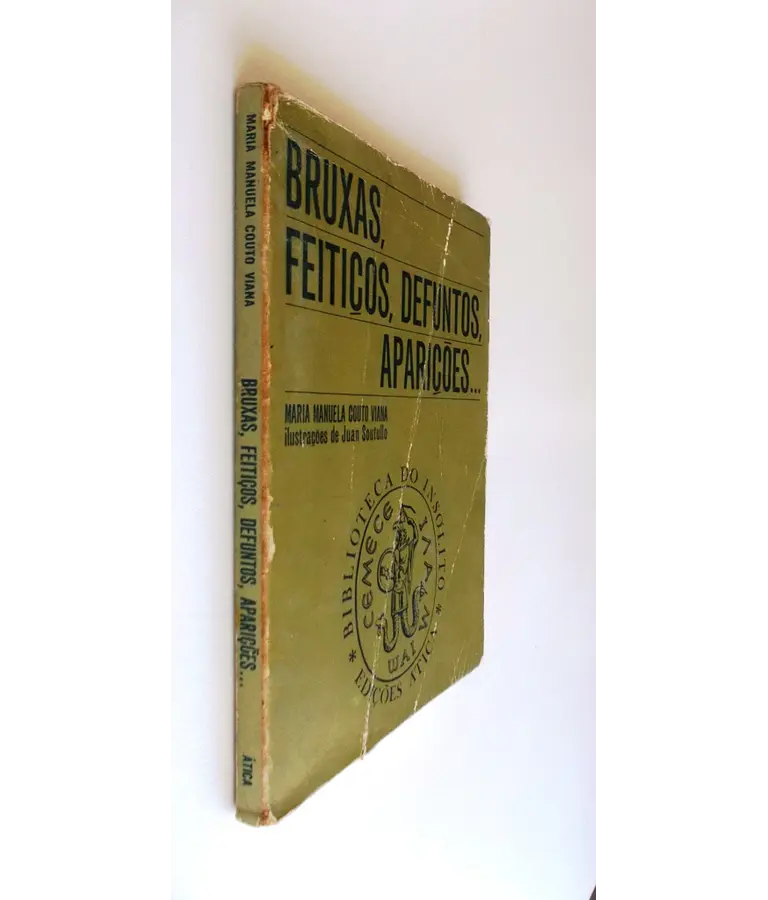 MARIA MANUELA COUTO VIANA
BRUXAS, FEITIÇOS, DEFUNTOS, APARIÇÕES...
ÁTICA
BRUXAS,
FEITIÇOS, DEFUNTOS,
APARIÇÕES...
MARIA MANUELA COUTO VIANA
ilustrações de Juan Soutullo
* BIBLIOTECA DO INSÓLITO *
EDIÇÕES ÁTICA
CEMECE